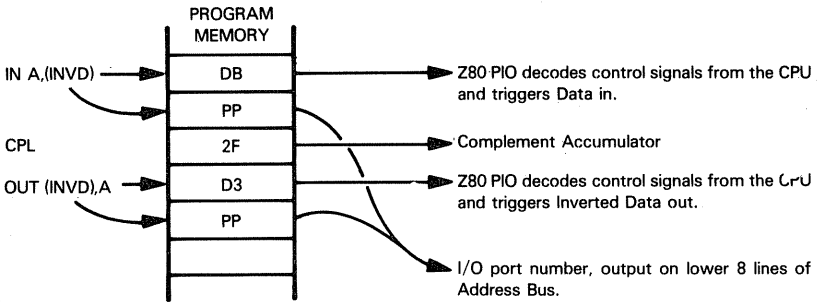 PROGRAM
MEMORY
IN A,(INVD)
DB
Z80 PIO decodes control signals from the CPU
and triggers Data in.
PP
CPL
2F
Complement Accumulator
OUT (INVD),A
D3
Z80 PIO decodes control signals from the CPU
and triggers Inverted Data out.
PP
I/O port number, output on lower 8 lines of
Address Bus.